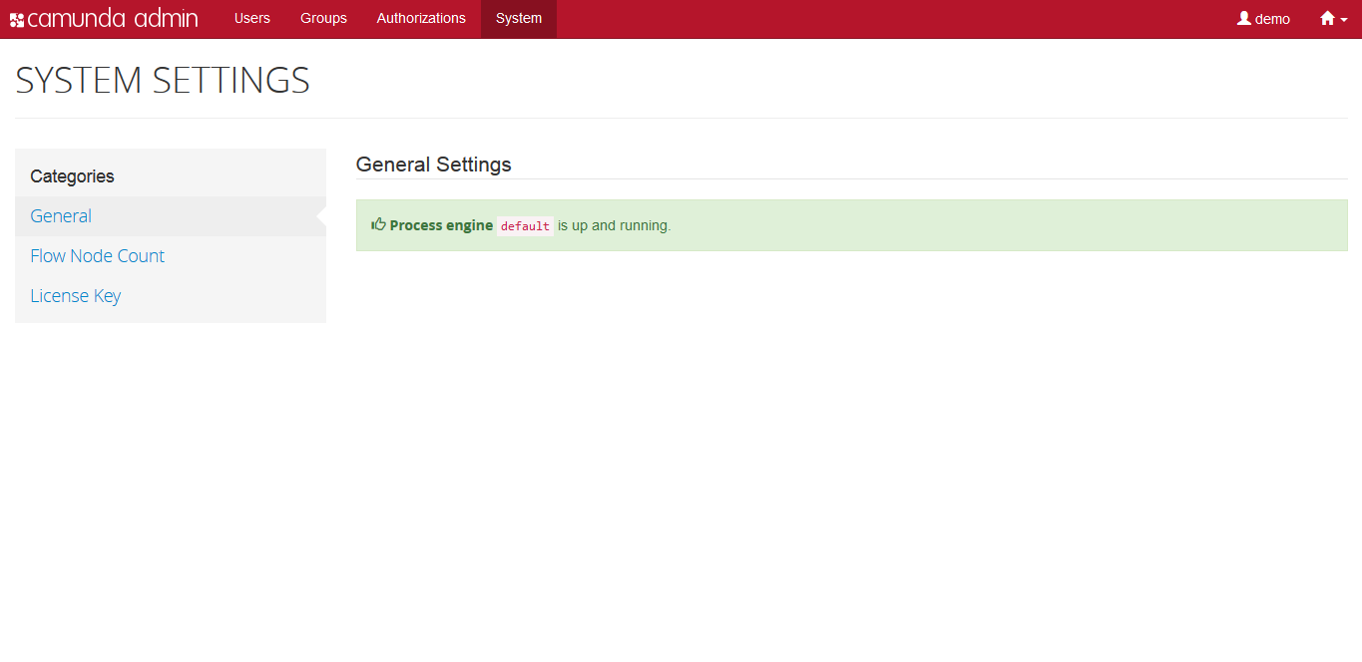 camunda admin Users Groups Authorizations System demo
SYSTEM SETTINGS
Categories
General
Flow Node Count
License Key
General Settings
Process engine default is up and running.